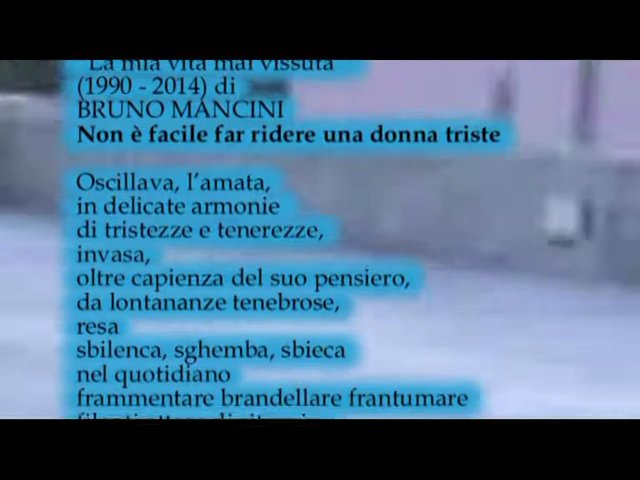 "La mia vita mai vissuta"
(1990 - 2014) di
BRUNO MANCINI
Non è facile far ridere una donna triste
Oscillava, l'amata,
in delicate armonie
di tristezze e tenerezze,
invasa,
oltre capienza del suo pensiero,
da lontananze tenebrose,
resa
sbilenca, sghemba, sbieca
nel quotidiano
frammentare brandellare frantumare